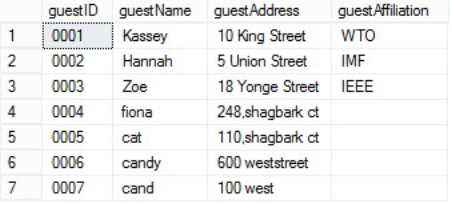 guestID guestName guestAddress guestAffiliation
1 0001 Kassey 10 King Street WTO
2 0002 Hannah 5 Union Street IMF
3 0003 Zoe 18 Yonge Street IEEE
4 0004 fiona 248,shagbark ct
5 0005 cat 110,shagbark ct
6 0006 candy 600 weststreet
7 0007 cand 100 west